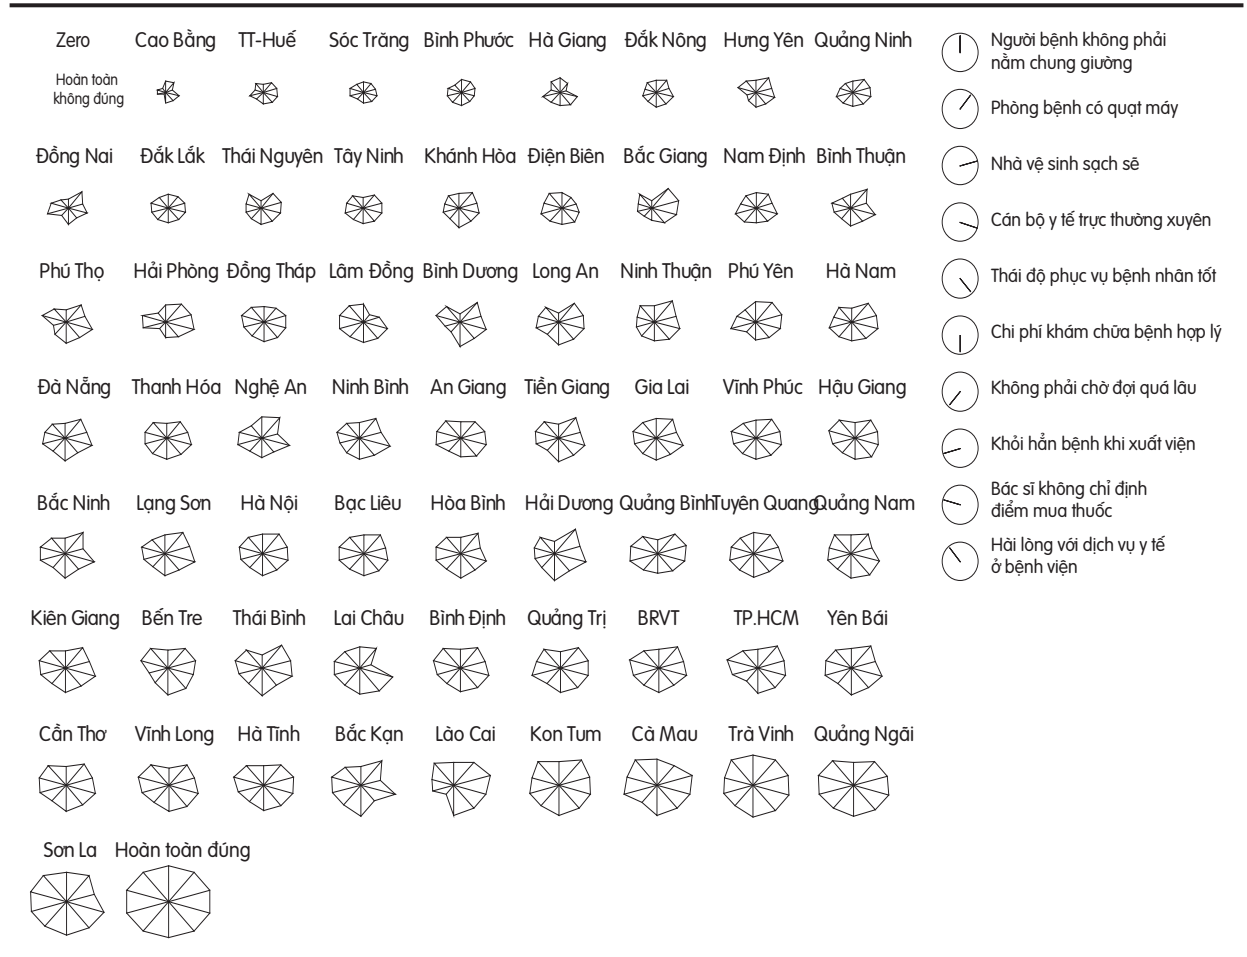 Zero Cao Bằng TT-Huế Sóc Trăng Bình Phước Hà Giang Đắk Nông Hưng Yên Quảng Ninh
Hoàn toàn
không đúng
Đồng Nai Đắk Lắk Thái Nguyên Tây Ninh Khánh Hòa Điện Biên Bắc Giang Nam Định Bình Thuận
Phú Thọ Hải Phòng Đồng Tháp Lâm Đồng Bình Dương Long An Ninh Thuận Phú Yên Hà Nam
Đà Nẵng Thanh Hóa Nghệ An Ninh Bình An Giang Tiền Giang Gia Lai Vĩnh Phúc Hậu Giang
Bắc Ninh Lạng Sơn Hà Nội Bạc Liêu Hòa Bình Hải Dương Quảng Bình Tuyên Quang Quảng Nam
Kiên Giang Bến Tre Thái Bình Lai Châu Bình Định Quảng Trị BRVT TP.HCM Yên Bái
Cần Thơ Vĩnh Long Hà Tĩnh Bắc Kạn Lào Cai Kon Tum Cà Mau Trà Vinh Quảng Ngãi
Sơn La Hoàn toàn đúng
Người bệnh không phải
nằm chung giường
Phòng bệnh có quạt máy
Nhà vệ sinh sạch sẽ
Cán bộ y tế trực thường xuyên
Thái độ phục vụ bệnh nhân tốt
Chi phí khám chữa bệnh hợp lý
Không phải chờ đợi quá lâu
Khỏi hẳn bệnh khi xuất viện
Bác sĩ không chỉ định
điểm mua thuốc
Hài lòng với dịch vụ y tế
ở bệnh viện